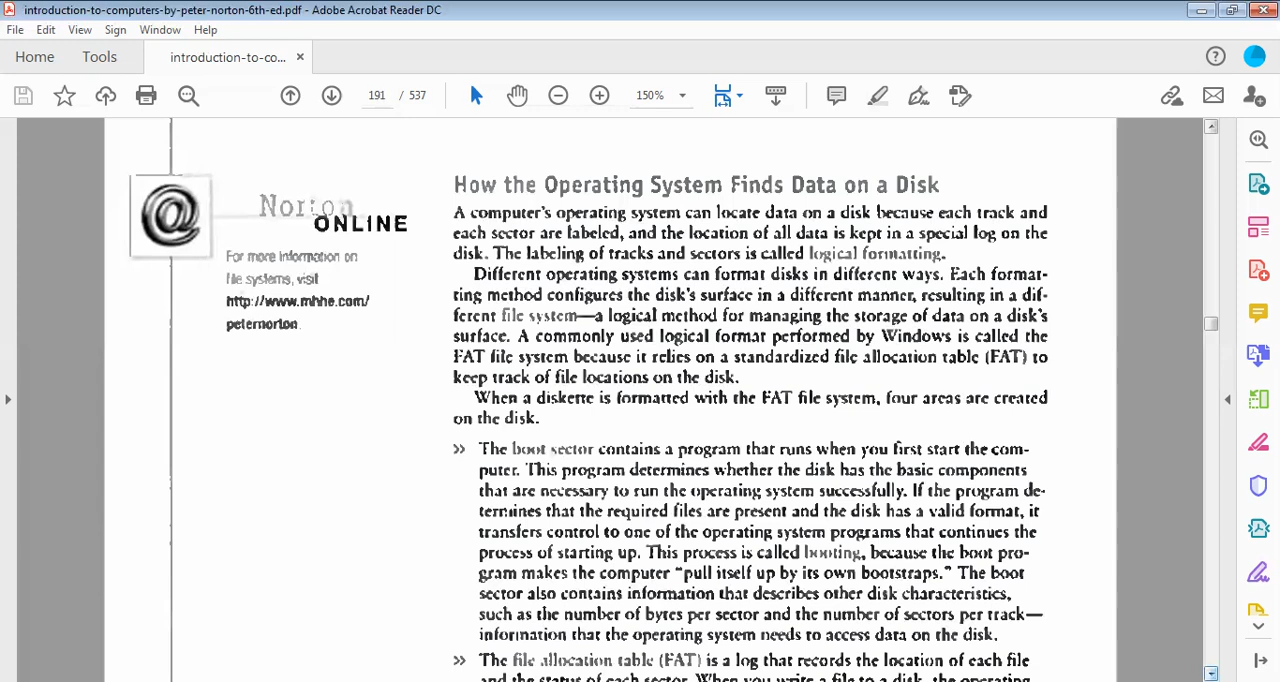 introduction-to-computers-by-peter-norton-6th-ed.pdf - Adobe Acrobat Reader DC
File Edit View Sign Window Help
Home Tools introduction-to-co... ×
191 / 537 150%
Norton
ONLINE
For more information on
file systems, visit
http://www.mhhe.com/
peternorton.
How the Operating System Finds Data on a Disk
A computer's operating system can locate data on a disk because each track and
each sector are labeled, and the location of all data is kept in a special log on the
disk. The labeling of tracks and sectors is called logical formatting.
Different operating systems can format disks in different ways. Each format-
ting method configures the disk's surface in a different manner, resulting in a dif-
ferent file system—a logical method for managing the storage of data on a disk's
surface. A commonly used logical format performed by Windows is called the
FAT file system because it relies on a standardized file allocation table (FAT) to
keep track of file locations on the disk.
When a diskette is formatted with the FAT file system, four areas are created
on the disk.
» The boot sector contains a program that runs when you first start the com-
puter. This program determines whether the disk has the basic components
that are necessary to run the operating system successfully. If the program de-
termines that the required files are present and the disk has a valid format, it
transfers control to one of the operating system programs that continues the
process of starting up. This process is called booting, because the boot pro-
gram makes the computer "pull itself up by its own bootstraps." The boot
sector also contains information that describes other disk characteristics,
such as the number of bytes per sector and the number of sectors per track—
information that the operating system needs to access data on the disk.
» The file allocation table (FAT) is a log that records the location of each file
and the status of each sector. When you write a file to a disk, the operating